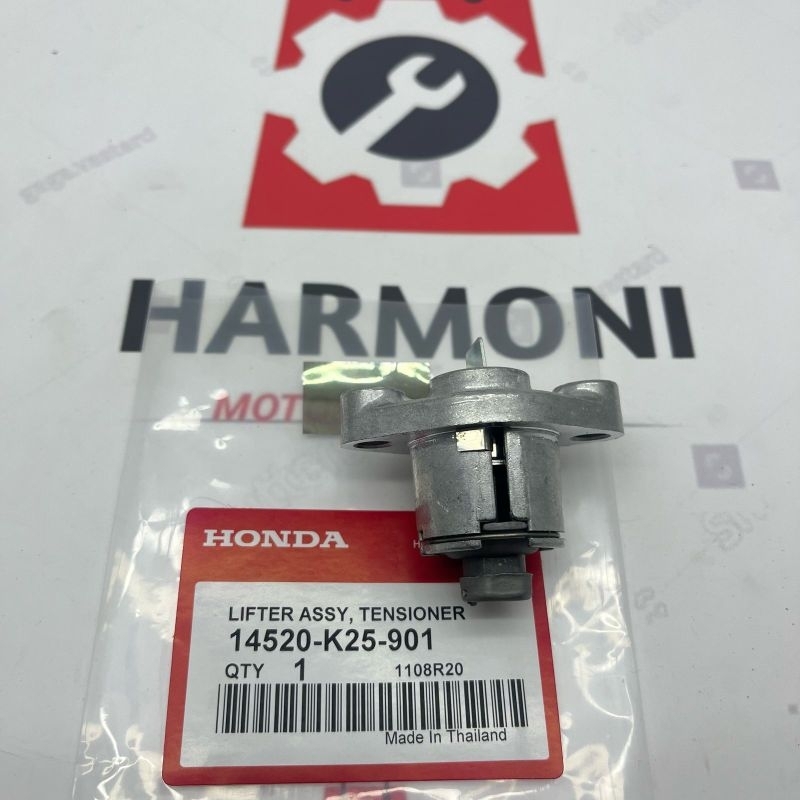 HARMONI
MOT
HONDA
H
LIFTER ASSY, TENSIONER
14520-K25-901
QTY 1 1108R20
Made In Thailand